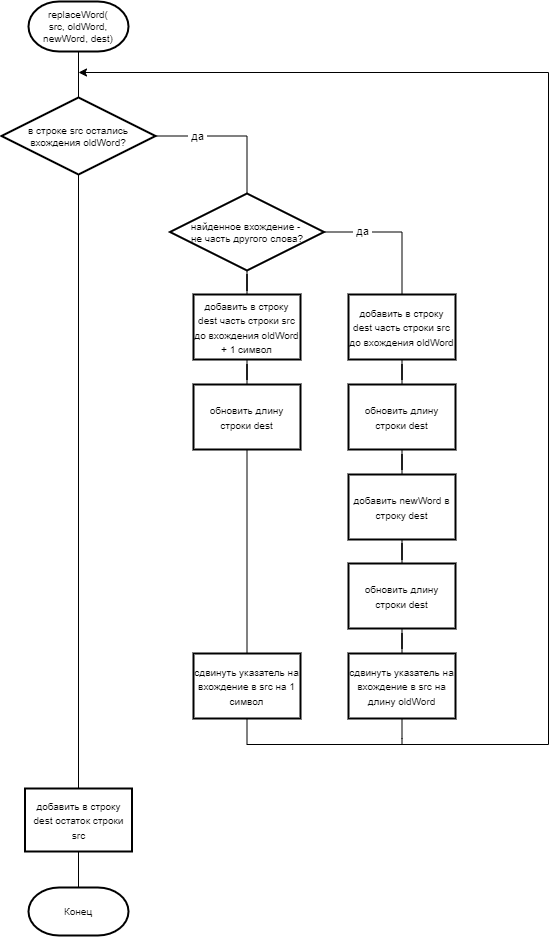 replaceWord(
src, oldWord,
newWord, dest)
в строке src остались
вхождения oldWord?
да
найденное вхождение -
не часть другого слова?
да
добавить в строку
dest часть строки src
до вхождения oldWord
+ 1 символ
добавить в строку
dest часть строки src
до вхождения oldWord
обновить длину
строки dest
обновить длину
строки dest
добавить newWord в
строку dest
обновить длину
строки dest
сдвинуть указатель на
вхождение в src на 1
символ
сдвинуть указатель на
вхождение в src на
длину oldWord
добавить в строку
dest остаток строки
src
Конец